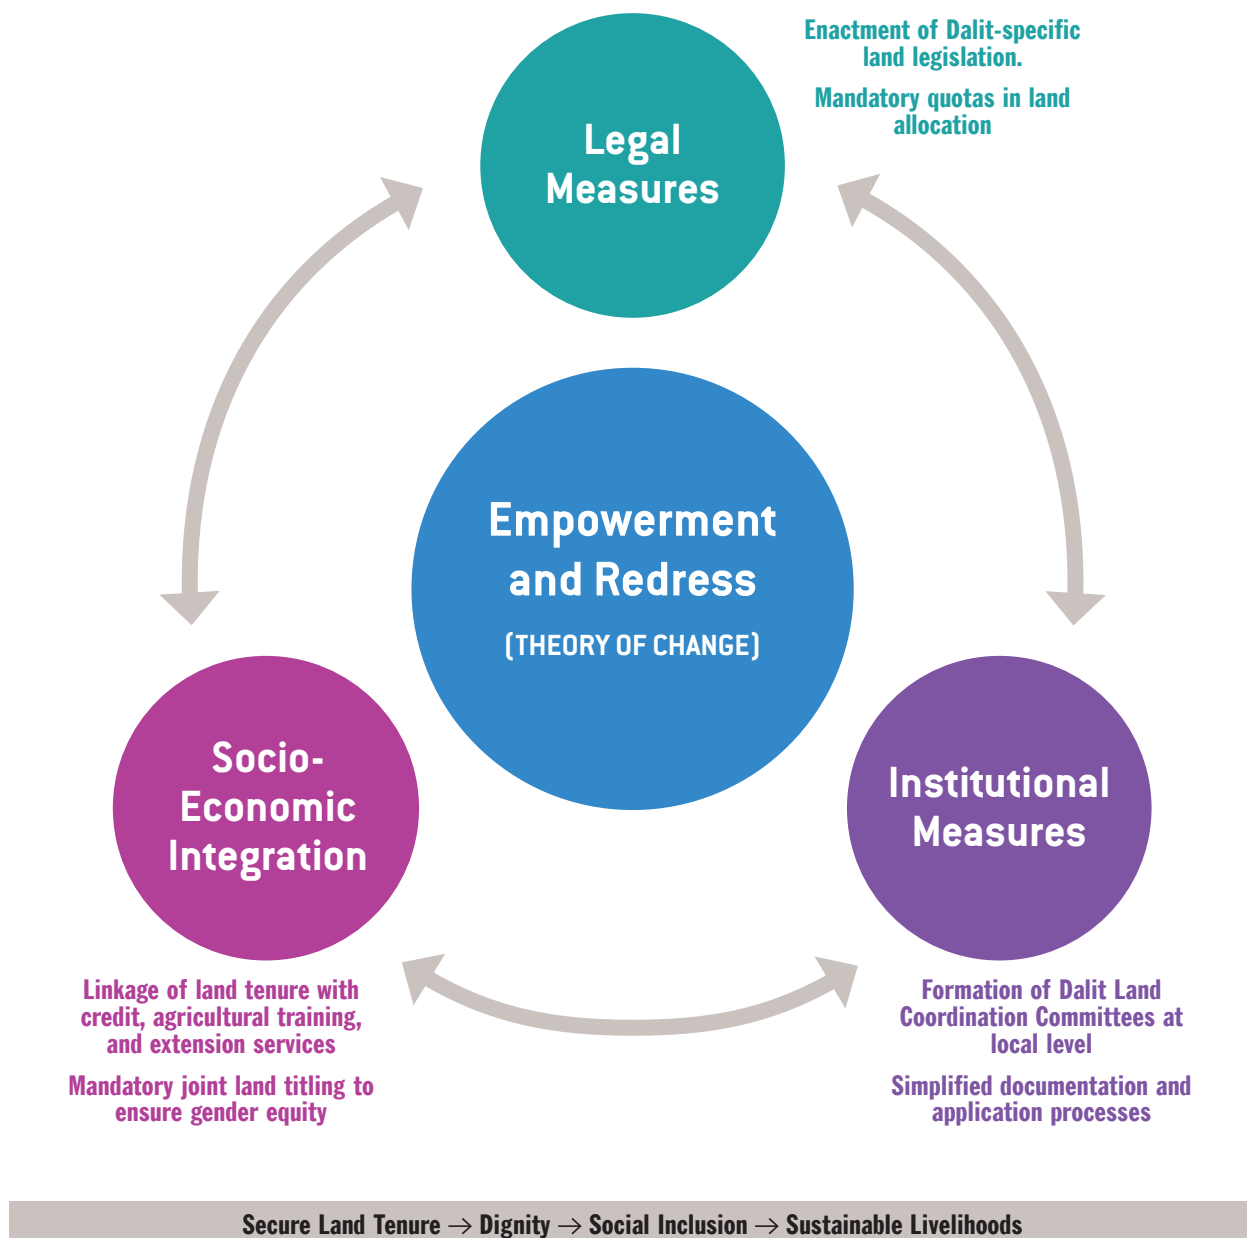 Enactment of Dalit-specific
land legislation.
Mandatory quotas in land
allocation
Legal
Measures
Empowerment
and Redress
(THEORY OF CHANGE)
Socio-
Economic
Integration
Institutional
Measures
Linkage of land tenure with
credit, agricultural training,
and extension services
Mandatory joint land titling to
ensure gender equity
Formation of Dalit Land
Coordination Committees at
local level
Simplified documentation and
application processes
Secure Land Tenure → Dignity → Social Inclusion → Sustainable Livelihoods